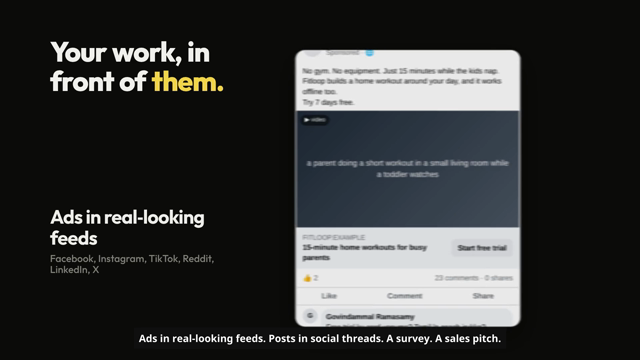 Your work, in
front of them.
Ads in real-looking
feeds
Facebook, Instagram, TikTok, Reddit,
LinkedIn, X
Sponsored ·
No gym. No equipment. Just 15 minutes while the kids nap.
Fitloop builds a home workout around your day, and it works
offline too.
Try 7 days free.
▶ video
a parent doing a short workout in a small living room while
a toddler watches
FITLOOP.EXAMPLE
15-minute home workouts for busy
parents
Start free trial
👍 2
23 comments · 0 shares
Like
Comment
Share
G
Govindammal Ramasamy
Ads in real-looking feeds. Posts in social threads. A survey. A sales pitch.